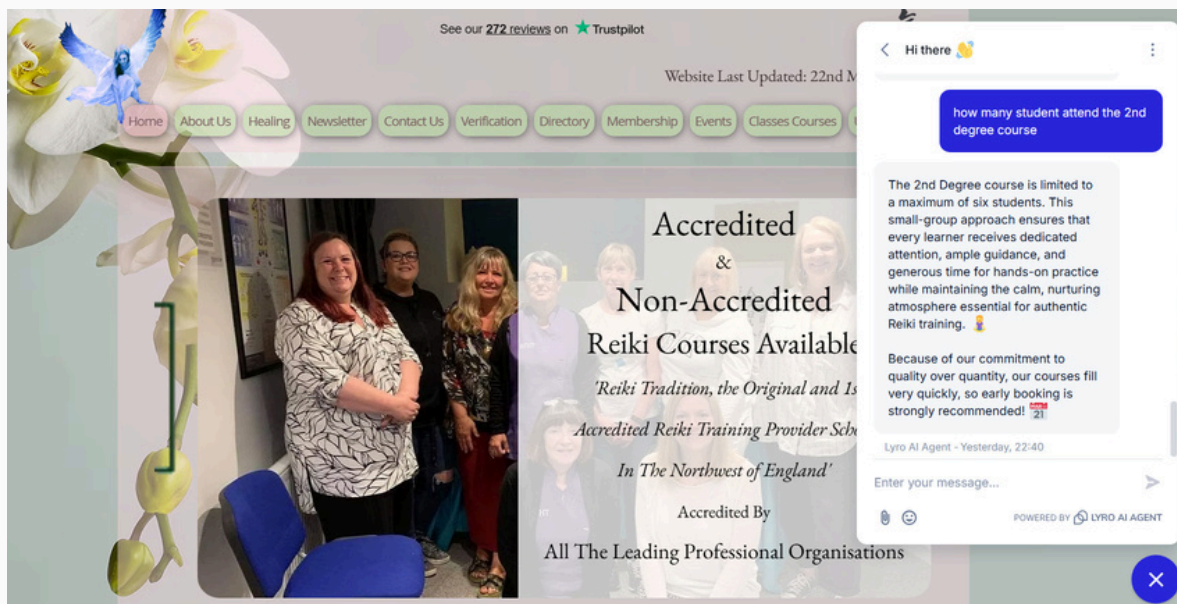 See our 272 reviews on Trustpilot
Website Last Updated: 22nd M
Home About Us Healing Newsletter Contact Us Verification Directory Membership Events Classes Courses
Accredited
&
Non-Accredited
Reiki Courses Available
'Reiki Tradition, the Original and 1s
Accredited Reiki Training Provider Scho
In The Northwest of England'
Accredited By
All The Leading Professional Organisations
Hi there 👋
how many student attend the 2nd
degree course
The 2nd Degree course is limited to
a maximum of six students. This
small-group approach ensures that
every learner receives dedicated
attention, ample guidance, and
generous time for hands-on practice
while maintaining the calm, nurturing
atmosphere essential for authentic
Reiki training.
Because of our commitment to
quality over quantity, our courses fill
very quickly, so early booking is
strongly recommended! 📅
Lyro AI Agent - Yesterday, 22:40
Enter your message...
POWERED BY LYRO AI AGENT